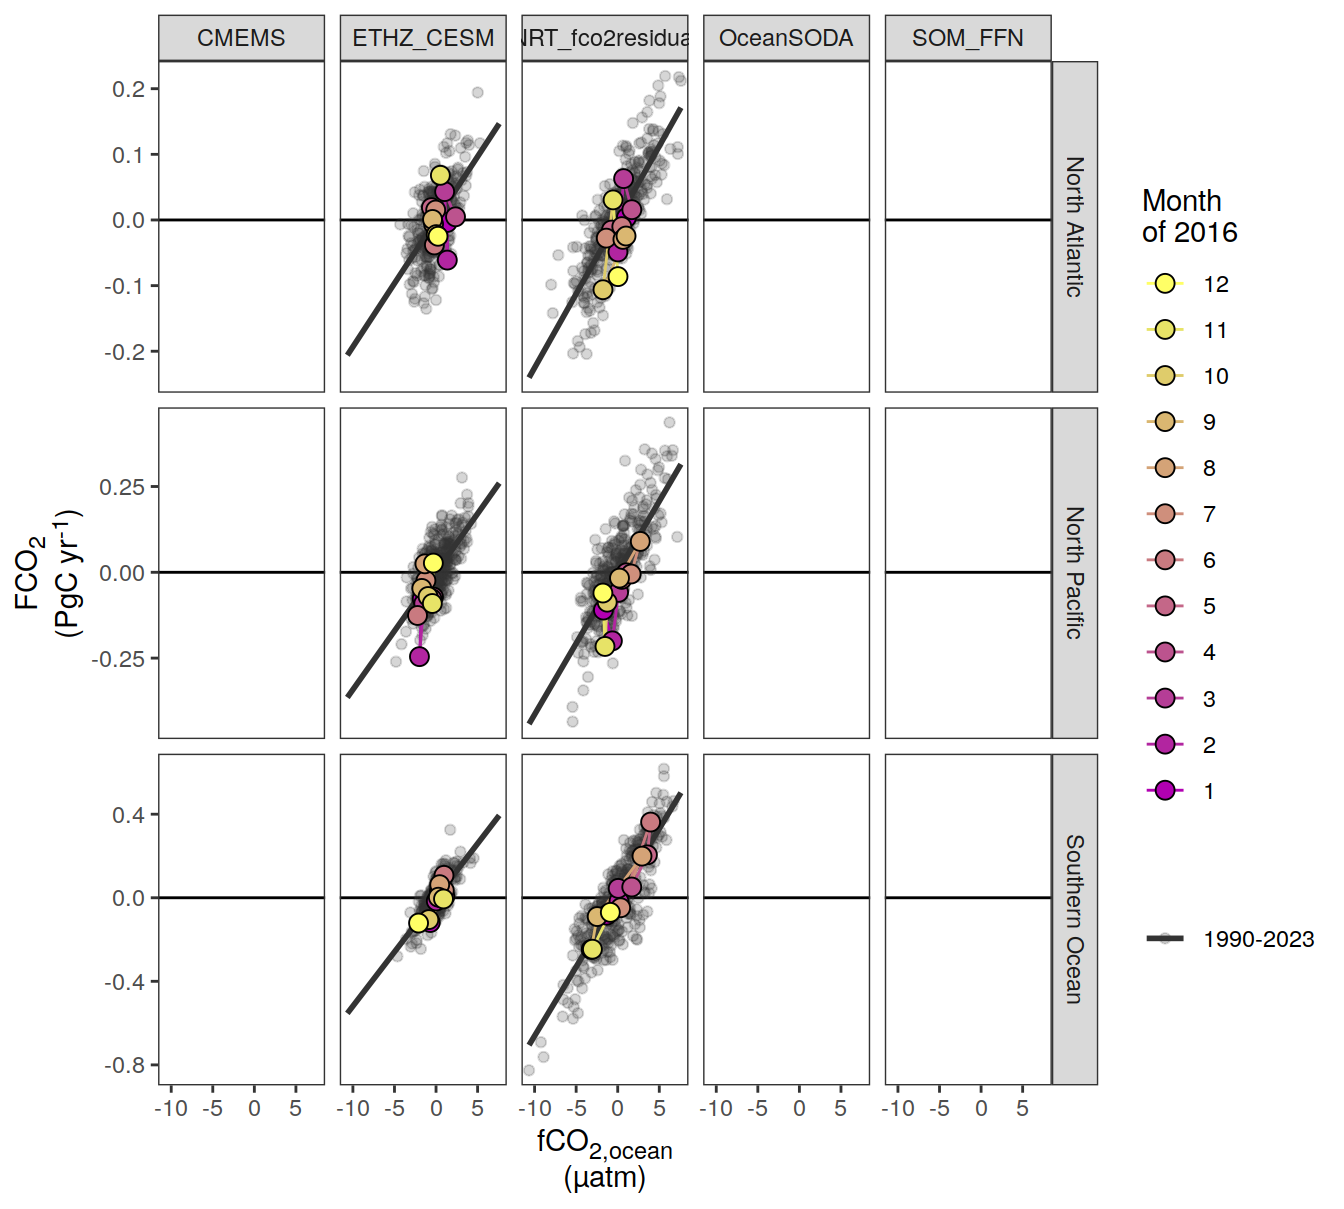 CMEMS ETHZ_CESM NRT_fco2residua OceanSODA SOM_FFN
0.2
0.1
0.0
-0.1
-0.2
North Atlantic
0.25
0.00
-0.25
North Pacific
0.4
0.0
-0.4
-0.8
Southern Ocean
-10 -5 0 5 -10 -5 0 5 -10 -5 0 5 -10 -5 0 5 -10 -5 0 5
fCO2,ocean
(µatm)
FCO2
(PgC yr-1)
Month
of 2016
12
11
10
9
8
7
6
5
4
3
2
1
1990-2023